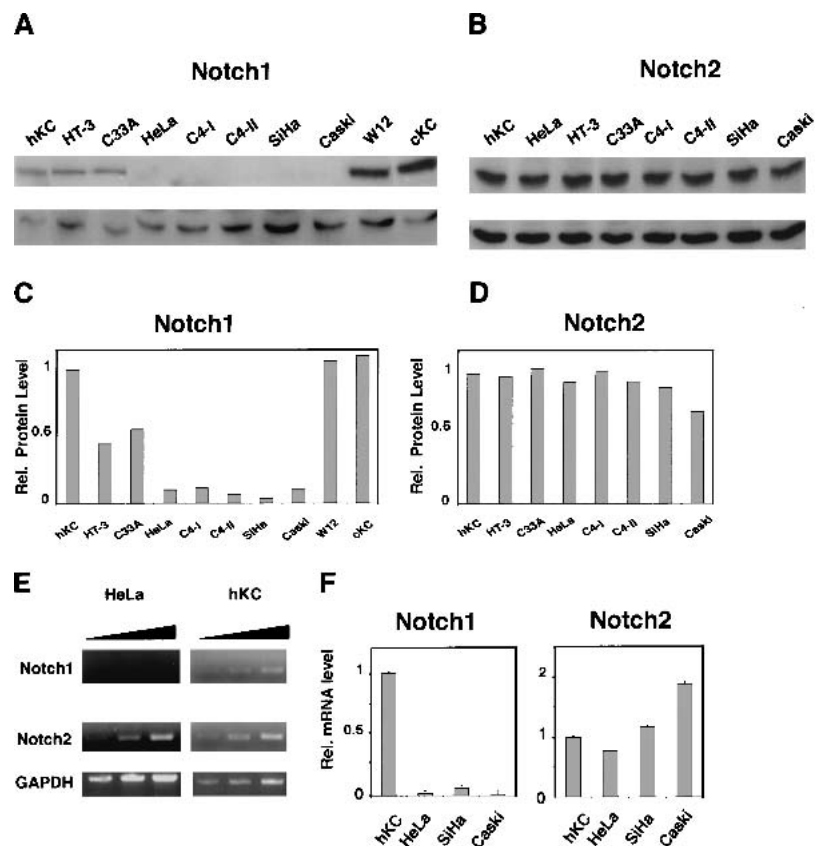 A
Notch1
hKC HT-3 C33A HeLa C4-I C4-II SiHa Caski W12 cKC
B
Notch2
hKC HeLa HT-3 C33A C4-I C4-II SiHa Caski
C
Notch1
Rel. Protein Level
1
0.5
0
hKC HT-3 C33A HeLa C4-I C4-II SiHa Caski W12 cKC
D
Notch2
Rel. Protein Level
1
0.5
0
hKC HT-3 C33A HeLa C4-I C4-II SiHa Caski
E
HeLa hKC
Notch1
Notch2
GAPDH
F
Notch1
Rel. mRNA level
1
0.5
0
hKC HeLa SiHa Caski
Notch2
2
1
0
hKC HeLa SiHa Caski